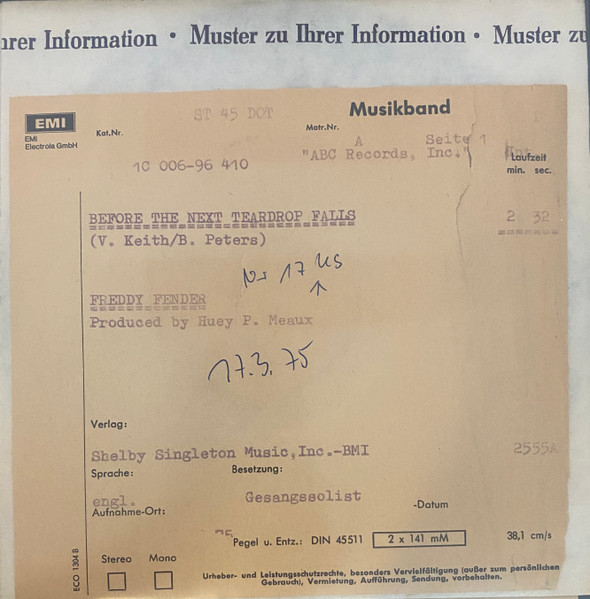 hrer Information • Muster zu Ihrer Information • Muster zu
ST 45 DOT
Musikband
EMI
EMI
Electrola GmbH
Kat.Nr.
Matr.Nr.
A Seite 1
1C 006-96 410
"ABC Records, Inc."
Laufzeit
min. sec.
BEFORE THE NEXT TEARDROP FALLS
2 32
(V. Keith/B. Peters)
17 US
FREDDY FENDER
Produced by Huey P. Meaux
17.3.75
Verlag:
Shelby Singleton Music,Inc.-BMI
2555A
Sprache:
Besetzung:
engl.
Gesangssolist
Aufnahme-Ort:
-Datum
Pegel u. Entz.: DIN 45511
2 x 141 mM
38,1 cm/s
Stereo
Mono
ECO 1304 B
Urheber- und Leistungsschutzrechte, besonders Vervielfältigung (außer zum persönlichen
Gebrauch), Vermietung, Aufführung, Sendung, vorbehalten.